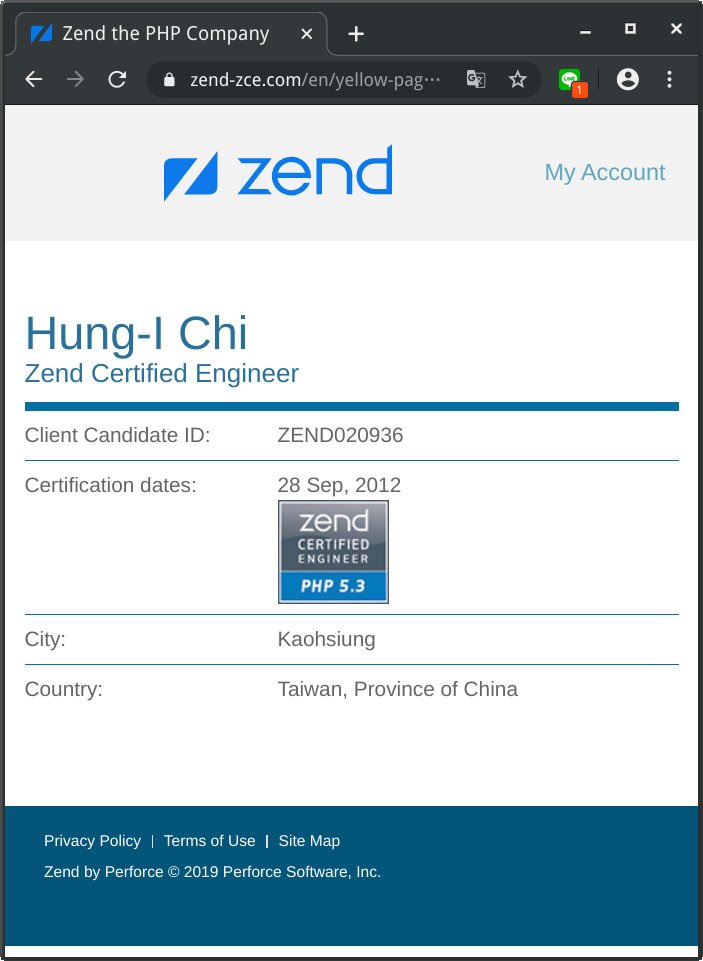 Zend the PHP Company
zend-zce.com/en/yellow-pag···
1
zend
My Account
Hung-I Chi
Zend Certified Engineer
Client Candidate ID: ZEND020936
Certification dates: 28 Sep, 2012
zend
CERTIFIED
ENGINEER
PHP 5.3
City: Kaohsiung
Country: Taiwan, Province of China
Privacy Policy | Terms of Use | Site Map
Zend by Perforce © 2019 Perforce Software, Inc.